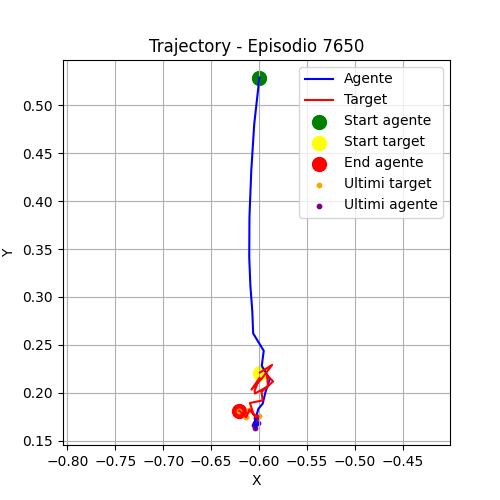 Trajectory - Episodio 7650
Agente
Target
Start agente
Start target
End agente
Ultimi target
Ultimi agente
Y
0.50
0.45
0.40
0.35
0.30
0.25
0.20
0.15
−0.80 −0.75 −0.70 −0.65 −0.60 −0.55 −0.50 −0.45
X